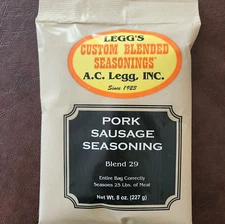 LEGG'S
CUSTOM BLENDED
SEASONINGS
A.C. Legg, INC.
Since 1923
PORK
SAUSAGE
SEASONING
Blend 29
Entire Bag Correctly
Seasons 25 Lbs. of Meat
Net Wt. 8 oz. (227 g)